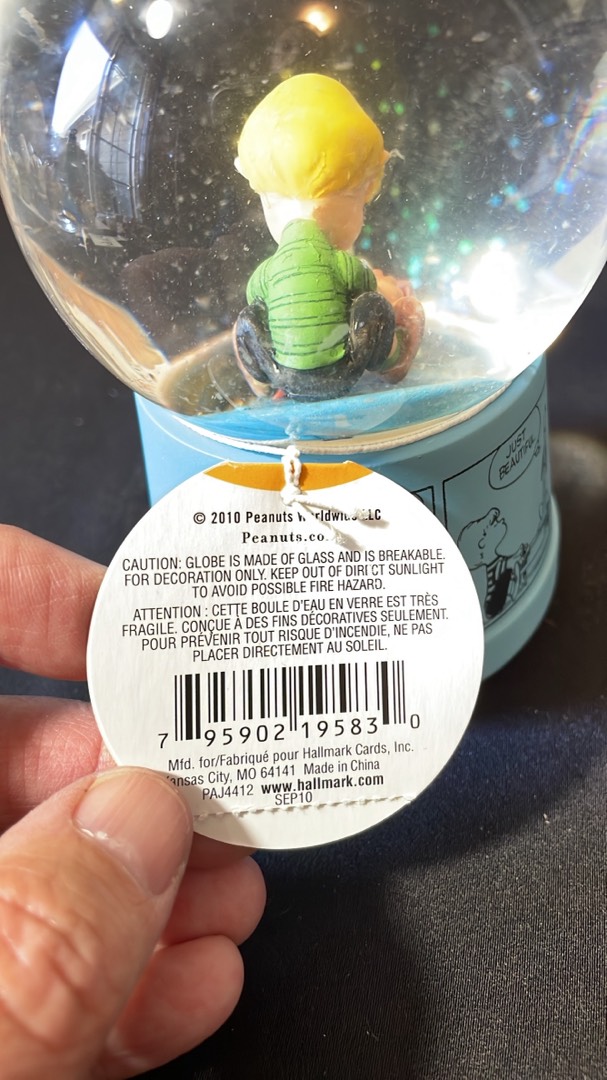 JUST
BEAUTIFUL
© 2010 Peanuts LLC
Peanuts.co
CAUTION: GLOBE IS MADE OF GLASS AND IS BREAKABLE.
FOR DECORATION ONLY. KEEP OUT OF DIRECT SUNLIGHT
TO AVOID POSSIBLE FIRE HAZARD.
ATTENTION : CETTE BOULE D'EAU EN VERRE EST TRÈS
FRAGILE. CONÇUE À DES FINS DÉCORATIVES SEULEMENT.
POUR PRÉVENIR TOUT RISQUE D'INCENDIE, NE PAS
PLACER DIRECTEMENT AU SOLEIL.
7 95902 19583 0
Mfd. for/Fabriqué pour Hallmark Cards, Inc.
ansas City, MO 64141 Made in China
PAJ4412 www.hallmark.com
SEP10